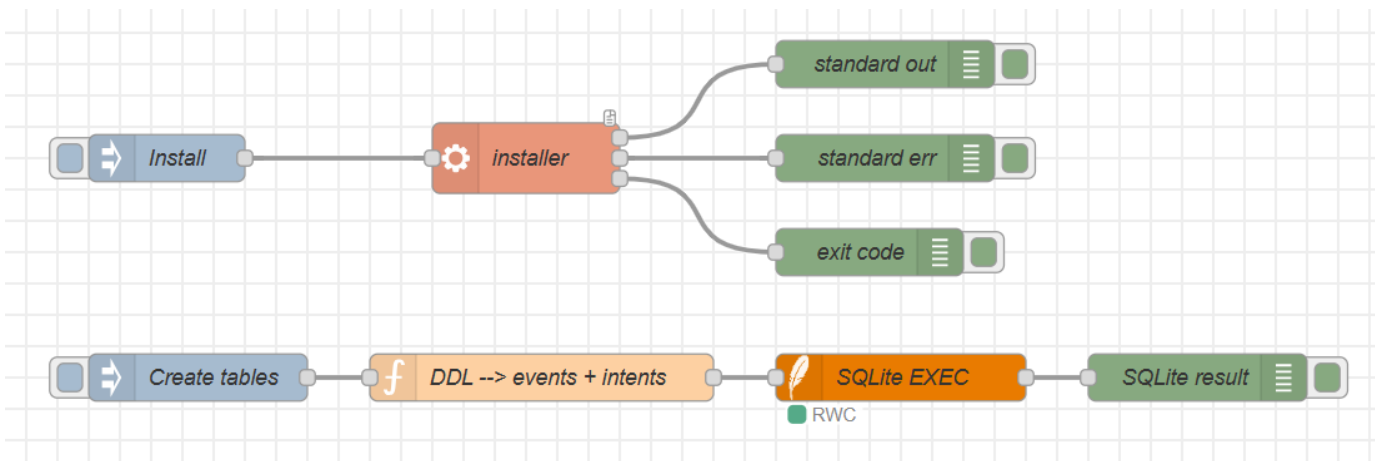 standard out
Install
installer
standard err
exit code
Create tables
DDL --> events + intents
SQLite EXEC
SQLite result
RWC